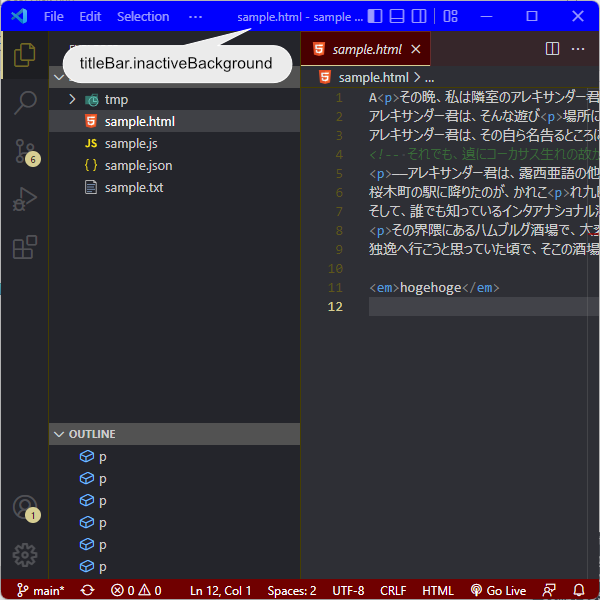 File Edit Selection ··· sample.html - sample ...
titleBar.inactiveBackground
tmp
sample.html
JS sample.js
{ } sample.json
sample.txt
6
OUTLINE
p
p
p
p
p
p
1
sample.html ×
sample.html > ...
1 A<p>その晩、私は隣室のアレキサンダー君
2 アレキサンダー君は、そんな遊び<p>場所に
3 アレキサンダー君は、その自ら名告るところに
4 <!-- それでも、遠にコーカサス生れの故か
5 <p>―アレキサンダー君は、露西亜語の他
6 桜木町の駅に降りたのが、かれこ<p>れ九
7 そして、誰でも知っているインタアナショナル
8 <p>その界隈にあるハムブルグ酒場で、大
9 独逸へ行こうと思っていた頃で、そこの酒場
10
11 <em>hogehoge</em>
12
main* 0 0 Ln 12, Col 1 Spaces: 2 UTF-8 CRLF HTML Go Live